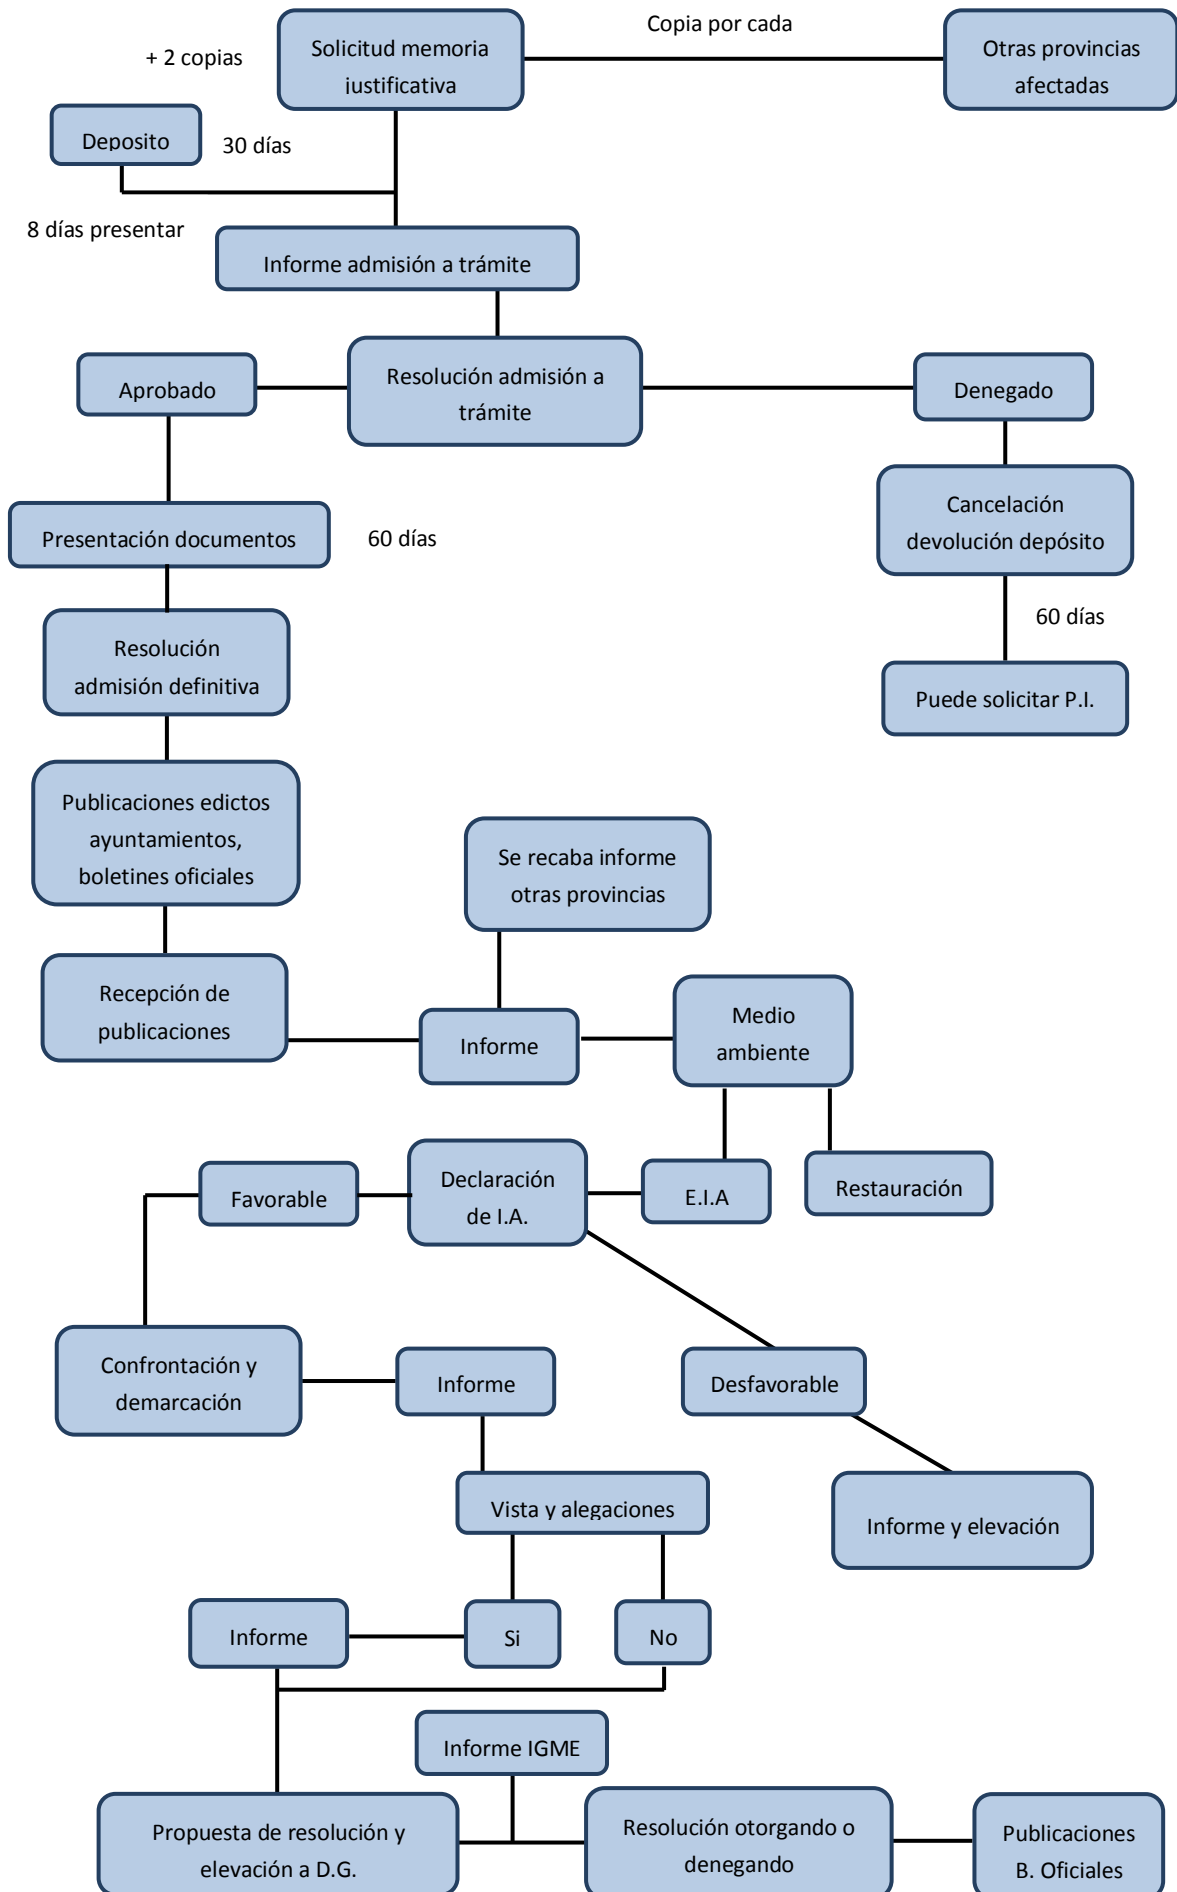 Copia por cada
Solicitud memoria
justificativa
+ 2 copias
Otras provincias
afectadas
Deposito
30 días
8 días presentar
Informe admisión a trámite
Resolución admisión a
trámite
Aprobado
Denegado
Presentación documentos
60 días
Cancelación
devolución depósito
60 días
Resolución
admisión definitiva
Puede solicitar P.I.
Publicaciones edictos
ayuntamientos,
boletines oficiales
Se recaba informe
otras provincias
Recepción de
publicaciones
Informe
Medio
ambiente
Favorable
Declaración
de I.A.
E.I.A
Restauración
Confrontación y
demarcación
Informe
Desfavorable
Vista y alegaciones
Informe y elevación
Informe
Si
No
Informe IGME
Propuesta de resolución y
elevación a D.G.
Resolución otorgando o
denegando
Publicaciones
B. Oficiales